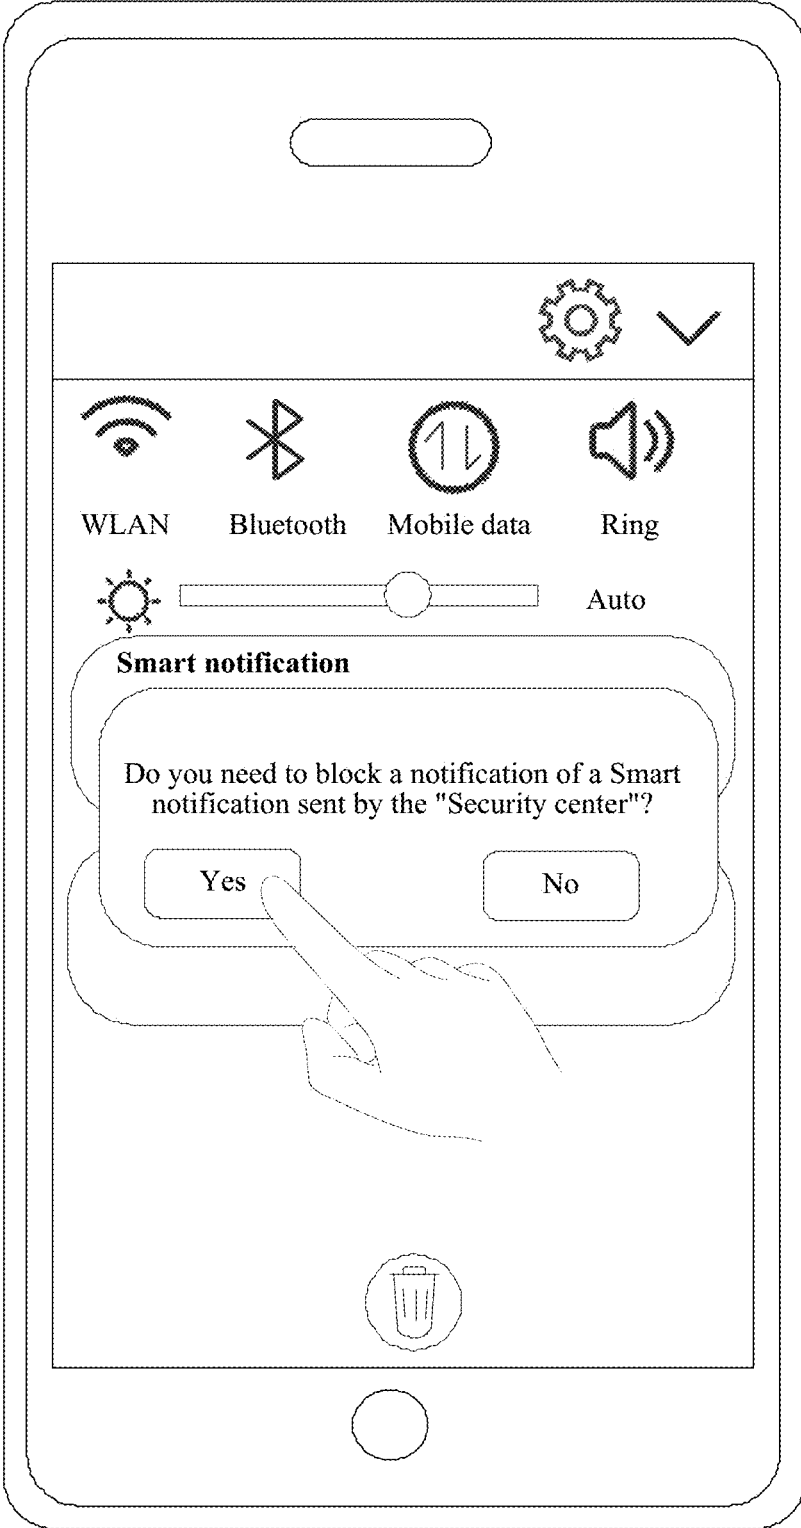 WLAN Bluetooth Mobile data Ring
Auto
Smart notification
Do you need to block a notification of a Smart
notification sent by the "Security center"?
Yes No